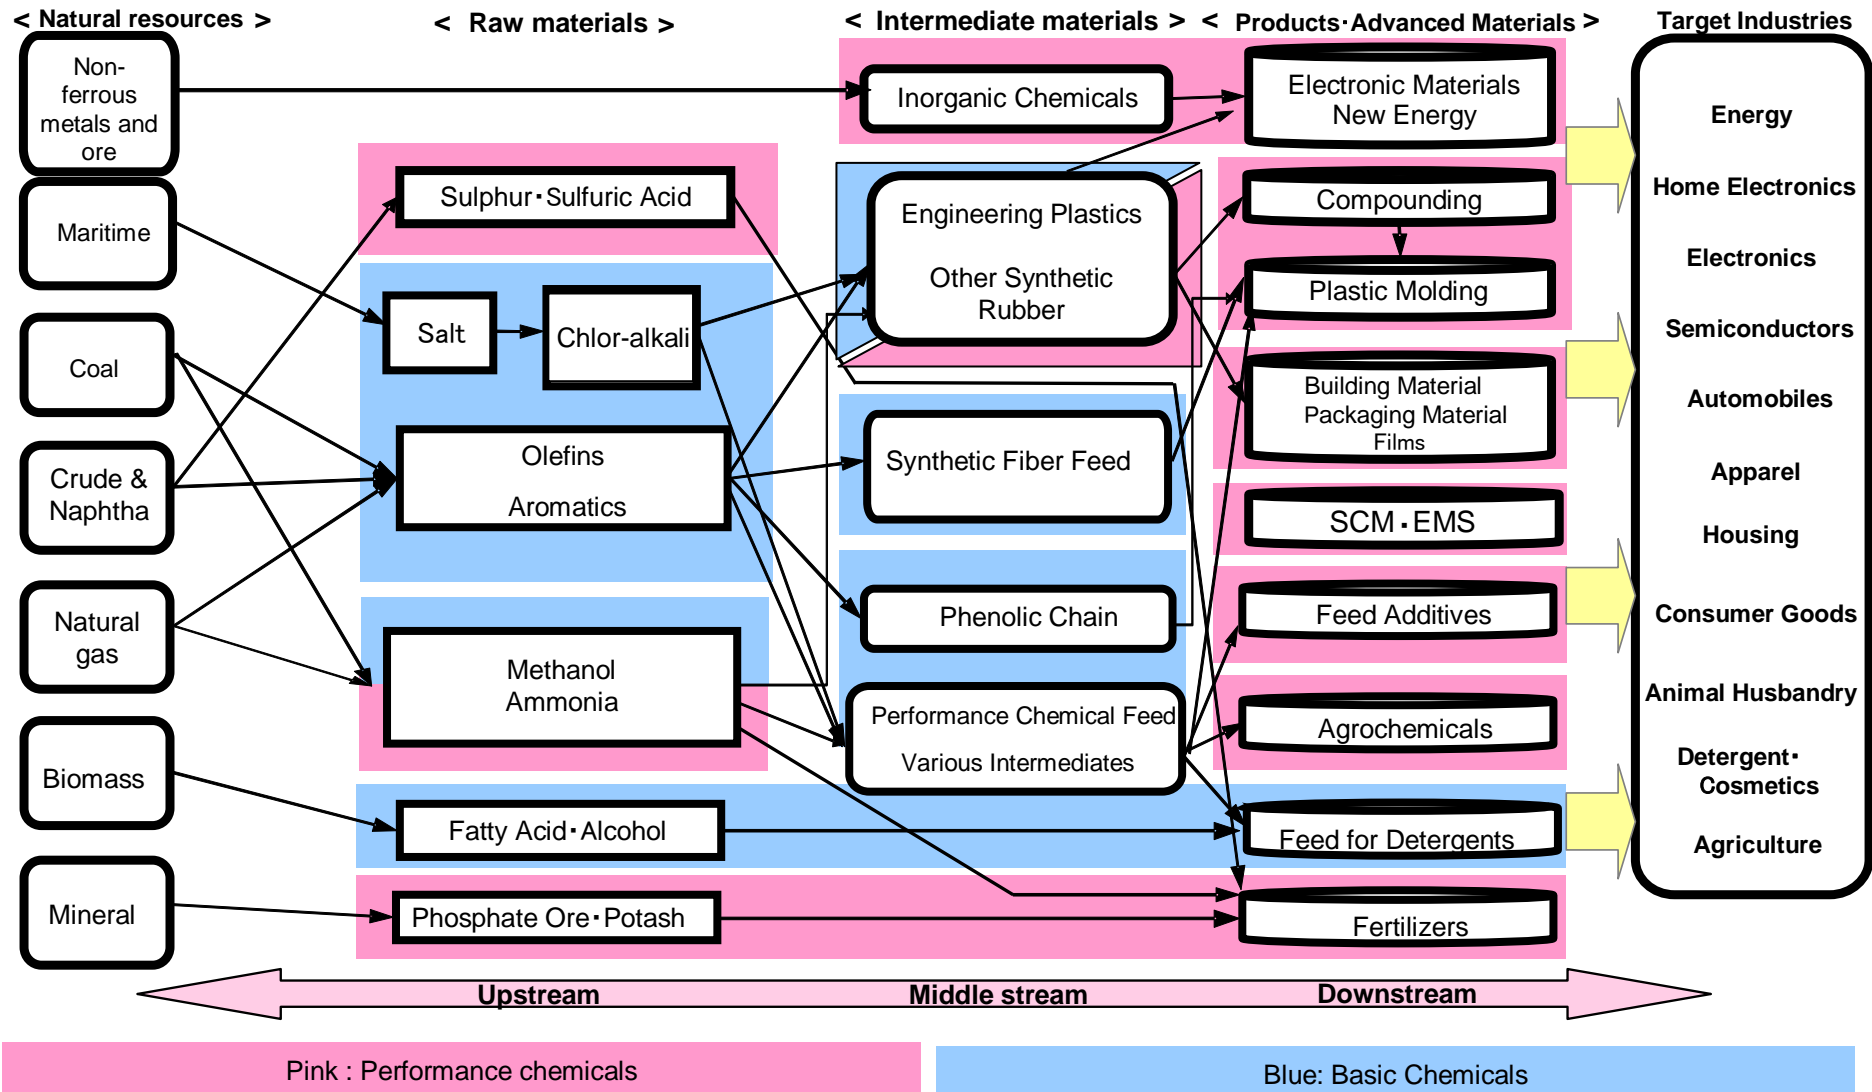 < Natural resources >
< Raw materials >
< Intermediate materials >
< Products・Advanced Materials >
Target Industries
Non-
ferrous
metals and
ore
Maritime
Coal
Crude &
Naphtha
Natural
gas
Biomass
Mineral
Sulphur・Sulfuric Acid
Salt
Chlor-alkali
Olefins
Aromatics
Methanol
Ammonia
Fatty Acid・Alcohol
Phosphate Ore・Potash
Inorganic Chemicals
Engineering Plastics
Other Synthetic
Rubber
Synthetic Fiber Feed
Phenolic Chain
Performance Chemical Feed
Various Intermediates
Electronic Materials
New Energy
Compounding
Plastic Molding
Building Material
Packaging Material
Films
SCM・EMS
Feed Additives
Agrochemicals
Feed for Detergents
Fertilizers
Energy
Home Electronics
Electronics
Semiconductors
Automobiles
Apparel
Housing
Consumer Goods
Animal Husbandry
Detergent・
Cosmetics
Agriculture
Upstream
Middle stream
Downstream
Pink : Performance chemicals
Blue: Basic Chemicals